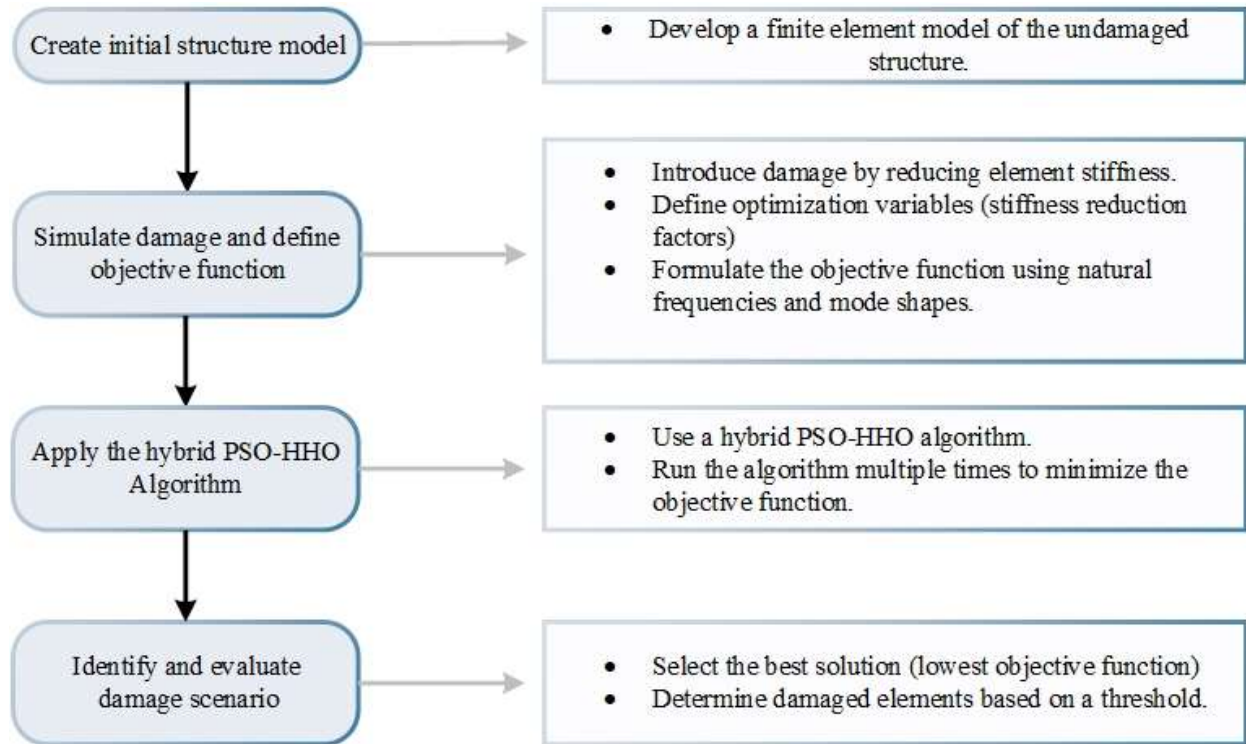 Create initial structure model
• Develop a finite element model of the undamaged
structure.
Simulate damage and define
objective function
• Introduce damage by reducing element stiffness.
• Define optimization variables (stiffness reduction
factors)
• Formulate the objective function using natural
frequencies and mode shapes.
Apply the hybrid PSO-HHO
Algorithm
• Use a hybrid PSO-HHO algorithm.
• Run the algorithm multiple times to minimize the
objective function.
Identify and evaluate
damage scenario
• Select the best solution (lowest objective function)
• Determine damaged elements based on a threshold.